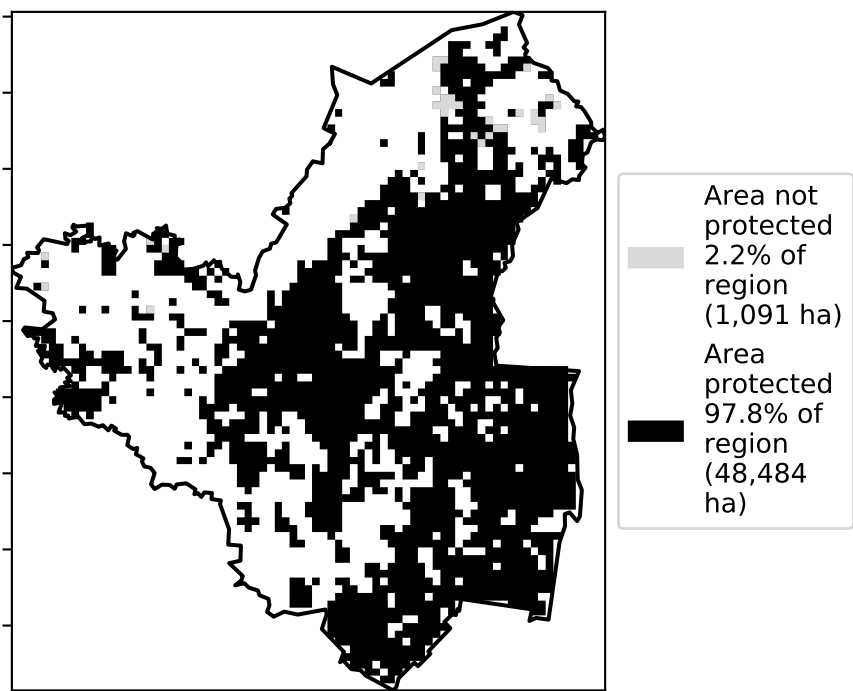 Area not
protected
2.2% of
region
(1,091 ha)
Area
protected
97.8% of
region
(48,484
ha)